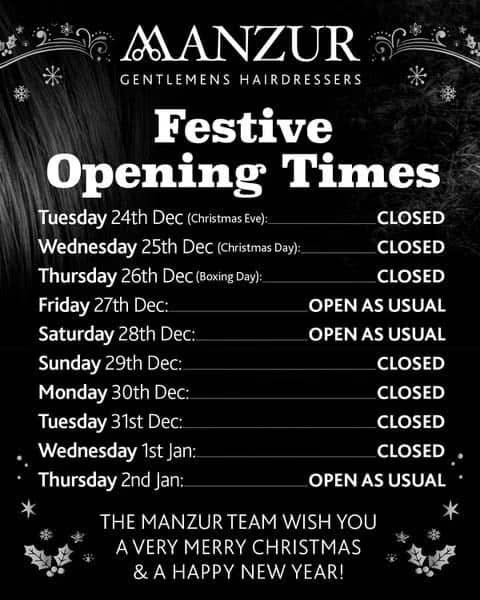 MANZUR
GENTLEMENS HAIRDRESSERS
Festive
Opening Times
Tuesday 24th Dec (Christmas Eve): CLOSED
Wednesday 25th Dec (Christmas Day): CLOSED
Thursday 26th Dec (Boxing Day): CLOSED
Friday 27th Dec: OPEN AS USUAL
Saturday 28th Dec: OPEN AS USUAL
Sunday 29th Dec: CLOSED
Monday 30th Dec: CLOSED
Tuesday 31st Dec: CLOSED
Wednesday 1st Jan: CLOSED
Thursday 2nd Jan: OPEN AS USUAL
THE MANZUR TEAM WISH YOU
A VERY MERRY CHRISTMAS
& A HAPPY NEW YEAR!